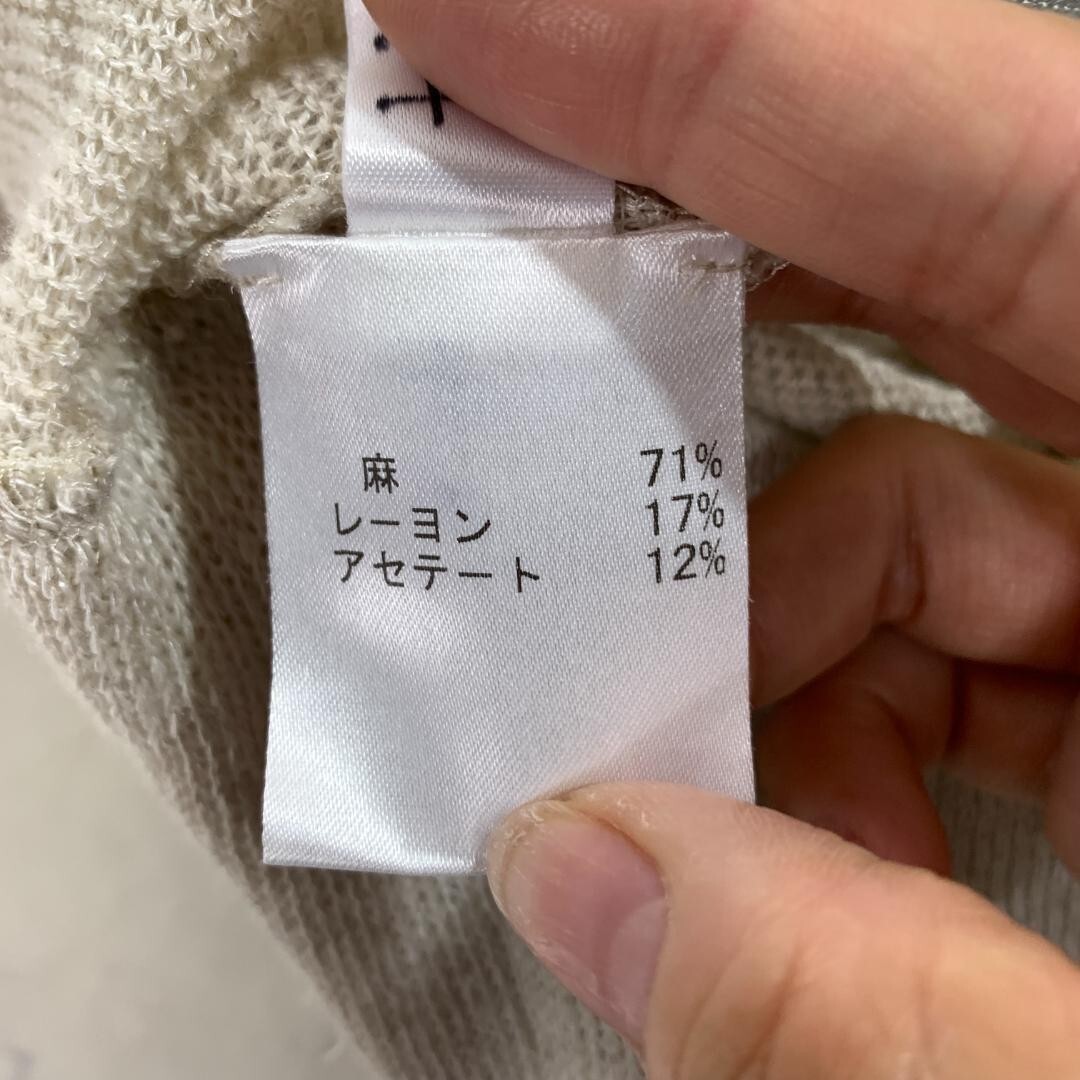 麻 71%
レーヨン 17%
アセテート 12%